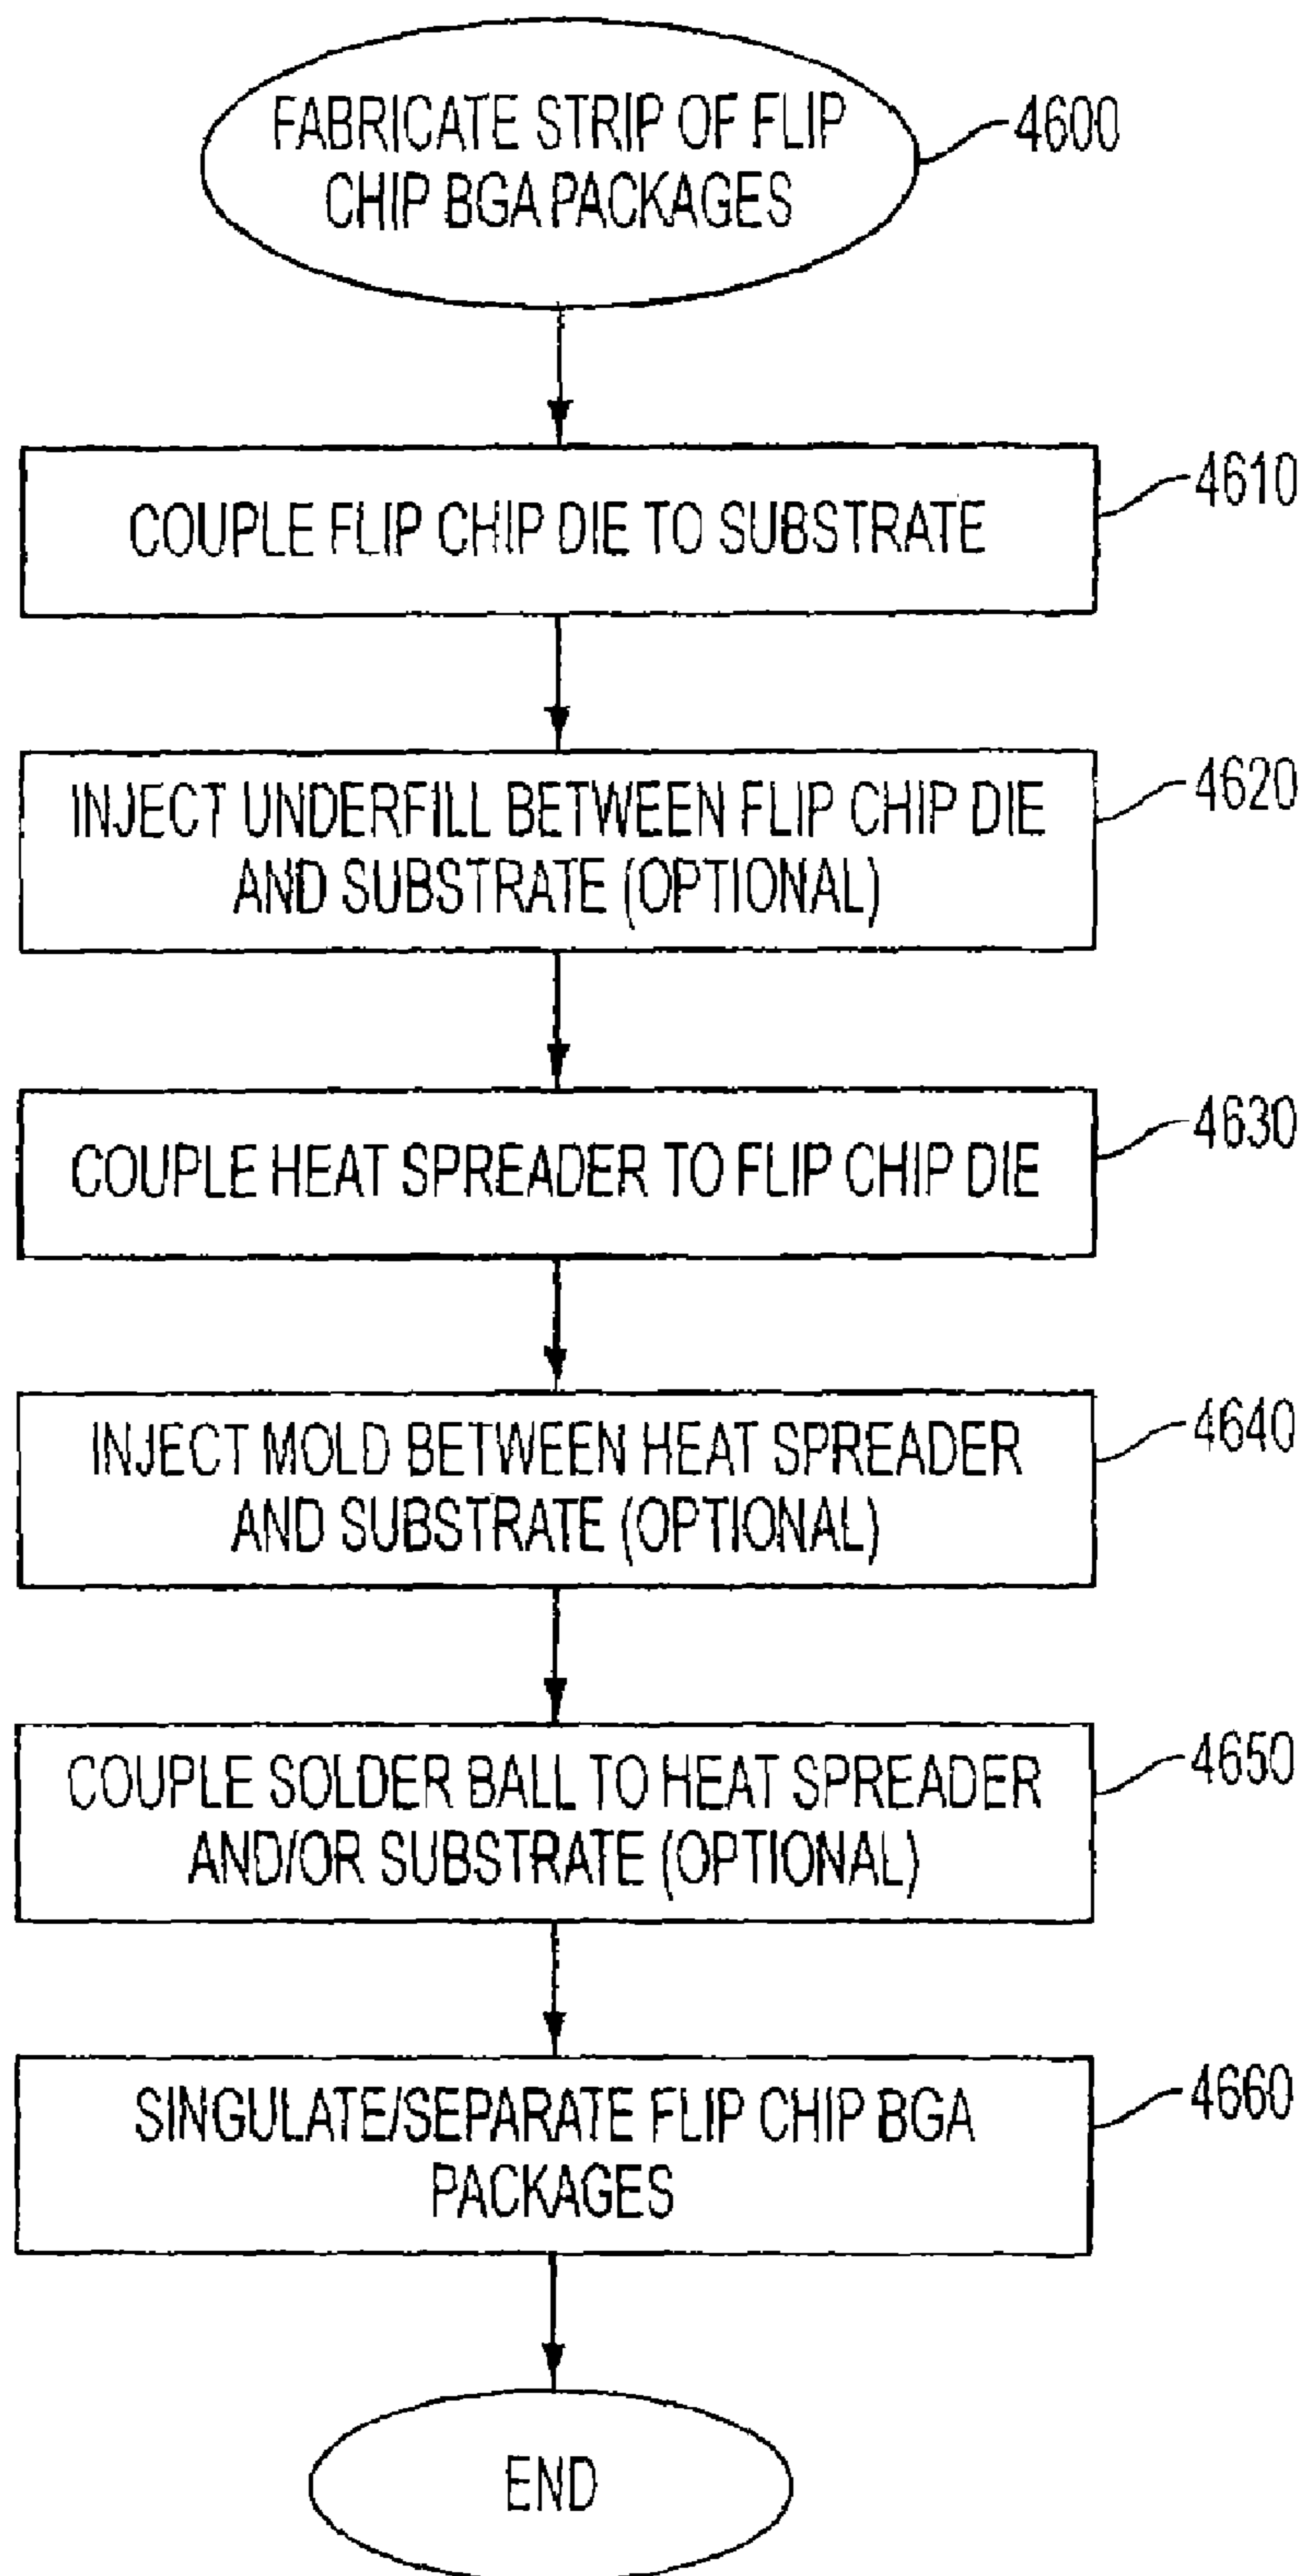 FABRICATE STRIP OF FLIP
CHIP BGA PACKAGES
4600
COUPLE FLIP CHIP DIE TO SUBSTRATE
4610
INJECT UNDERFILL BETWEEN FLIP CHIP DIE
AND SUBSTRATE (OPTIONAL)
4620
COUPLE HEAT SPREADER TO FLIP CHIP DIE
4630
INJECT MOLD BETWEEN HEAT SPREADER
AND SUBSTRATE (OPTIONAL)
4640
COUPLE SOLDER BALL TO HEAT SPREADER
AND/OR SUBSTRATE (OPTIONAL)
4650
SINGULATE/SEPARATE FLIP CHIP BGA
PACKAGES
4660
END